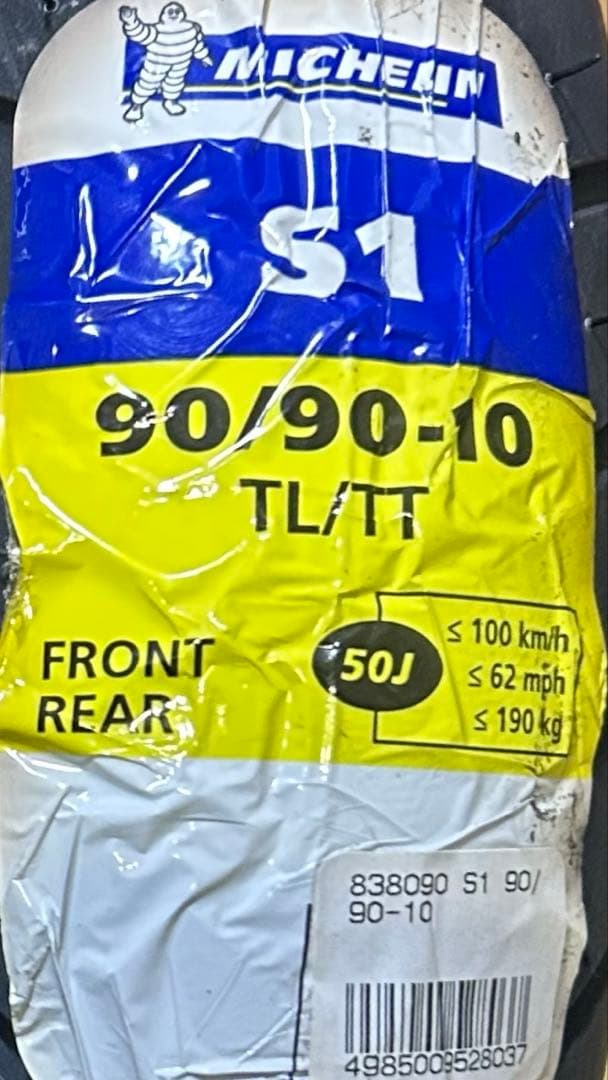 MICHELIN
S1
90/90-10
TL/TT
FRONT
REAR
50J
≤ 100 km/h
≤ 62 mph
≤ 190 kg
838090 S1 90/
90-10
4985009528037